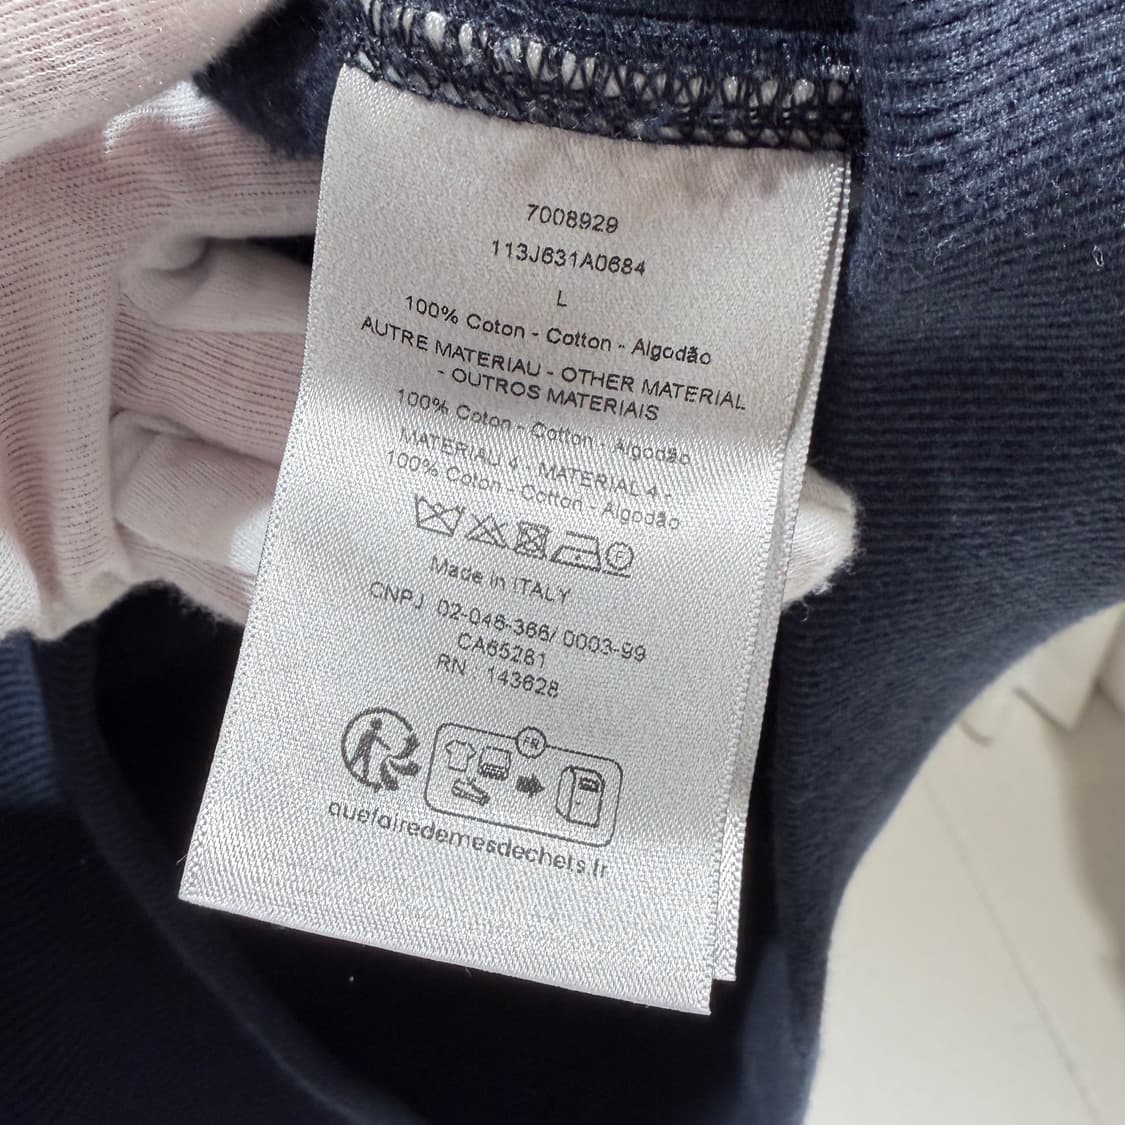 7008929
113J631A0684
L
100% Coton - Cotton - Algodão
AUTRE MATERIAU - OTHER MATERIAL
- OUTROS MATERIAIS
100% Coton - Cotton - Algodão
MATERIAU 4 - MATERIAL 4 -
100% Coton - Cotton - Algodão
F
Made in ITALY
CNPJ 02-046-366/ 0003-99
CA65281
RN 143628
FR
quefairedemesdechets.fr